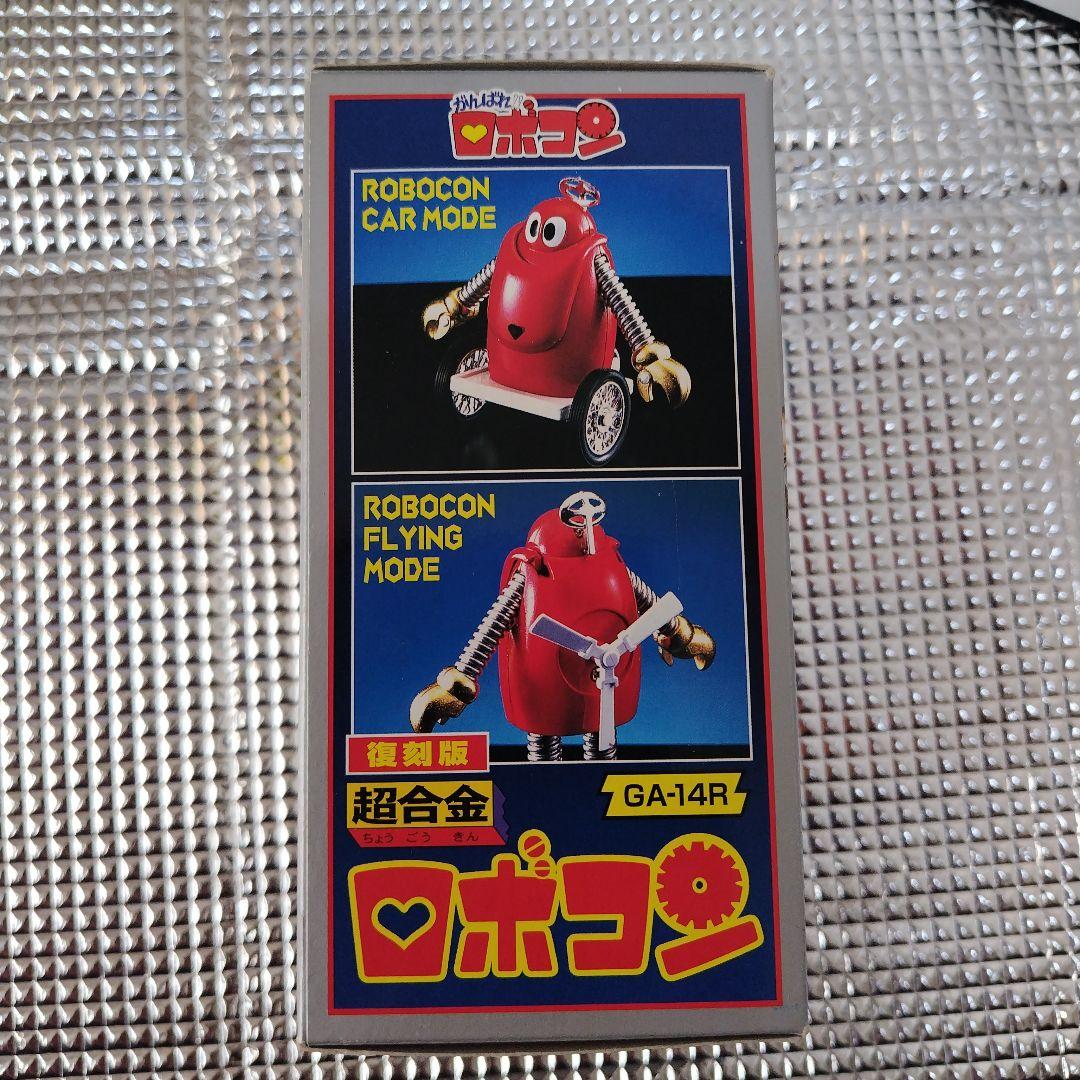 がんばれ!!
ロボコン
ROBOCON
CAR MODE
ROBOCON
FLYING
MODE
復刻版
超合金
ちょう ごう きん
GA-14R
ロボコン